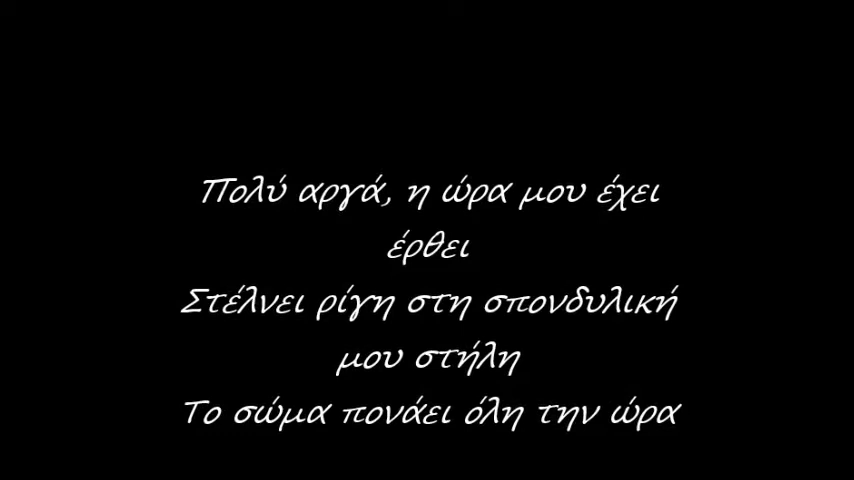 Πολύ αργά, η ώρα μου έχει
έρθει
Στέλνει ρίγη στη σπονδυλική
μου στήλη
Το σώμα πονάει όλη την ώρα